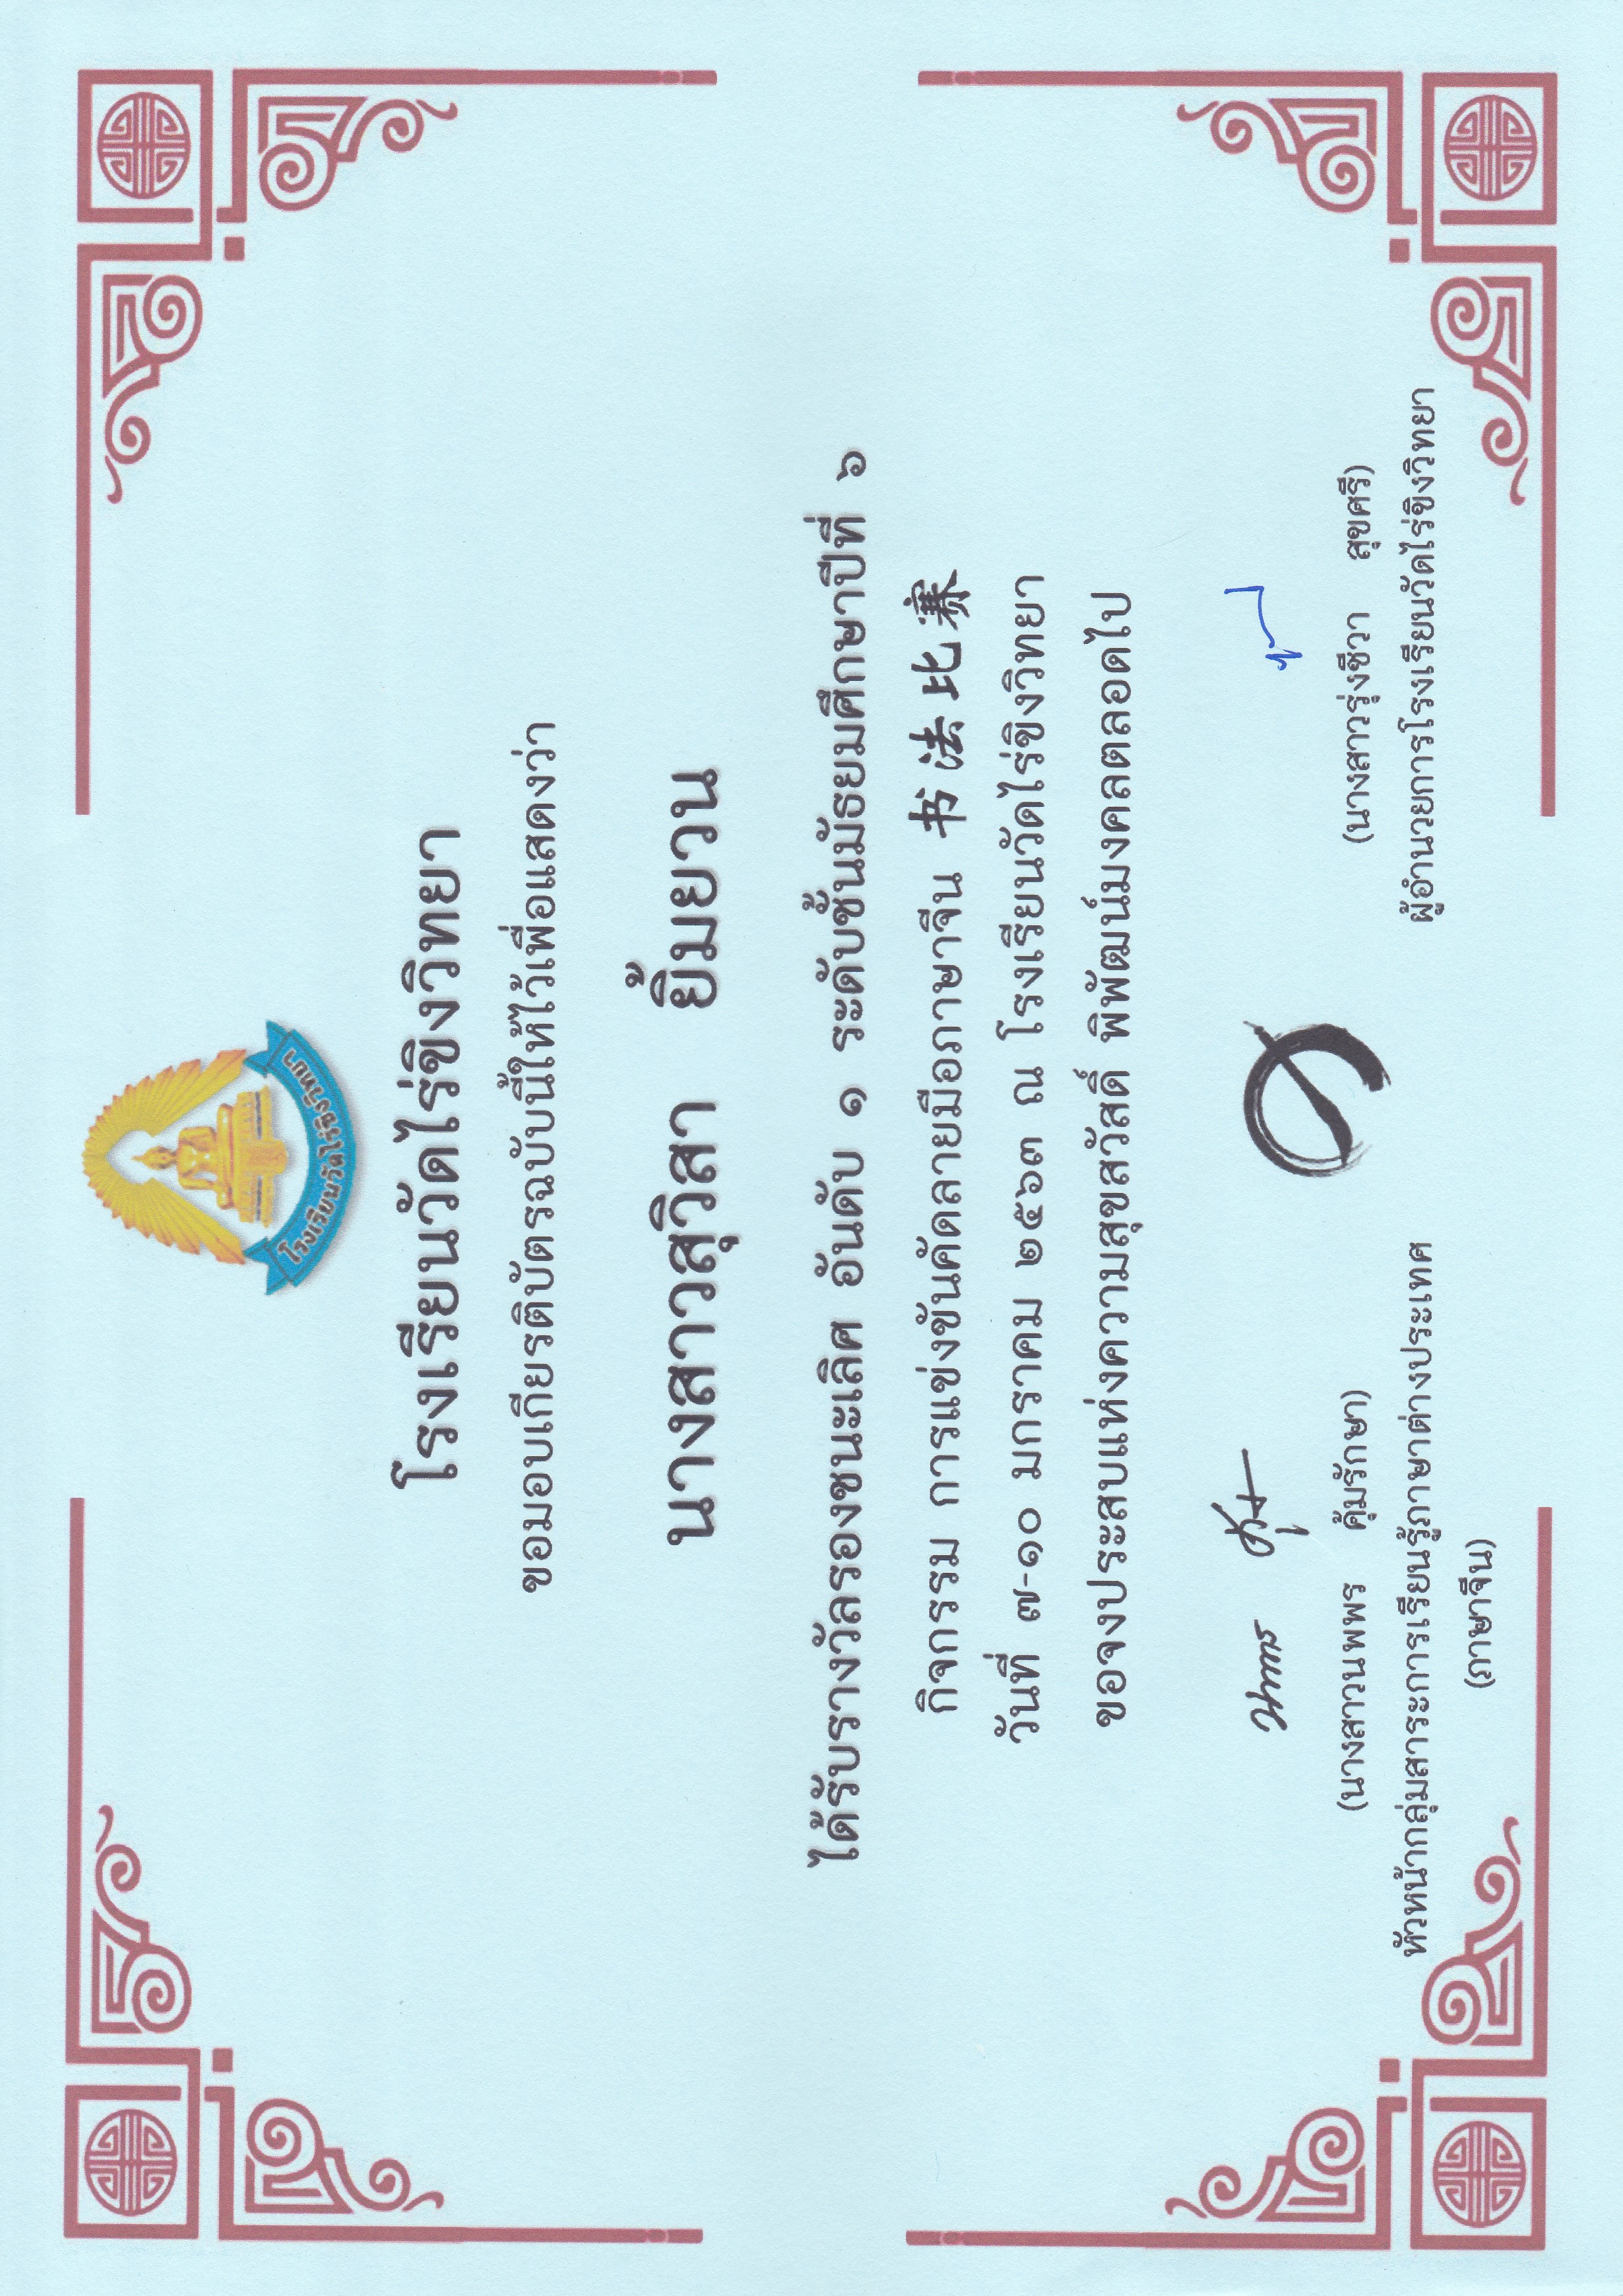 โรงเรียนวัดไร่ขิงวิทยา
โรงเรียนวัดไร่ขิงวิทยา
ขอมอบเกียรติบัตรฉบับนี้ให้ไว้เพื่อแสดงว่า
นางสาวสุวิสา ยิ้มยวน
ได้รับรางวัลรองชนะเลิศ อันดับ ๑ ระดับชั้นมัธยมศึกษาปีที่ ๖
กิจกรรม การแข่งขันคัดลายมือภาษาจีน 书法比赛
วันที่ ๗-๑๐ มกราคม ๒๕๖๓ ณ โรงเรียนวัดไร่ขิงวิทยา
ขอจงประสบแห่งความสุขสวัสดิ์ พิพัฒน์มงคลตลอดไป
(นางสาวนพพร คุ้มรักษา)
หัวหน้ากลุ่มสาระการเรียนรู้ภาษาต่างประเทศ
(ภาษาจีน)
(นางสาวรุ่งชีวา สุขศรี)
ผู้อำนวยการโรงเรียนวัดไร่ขิงวิทยา